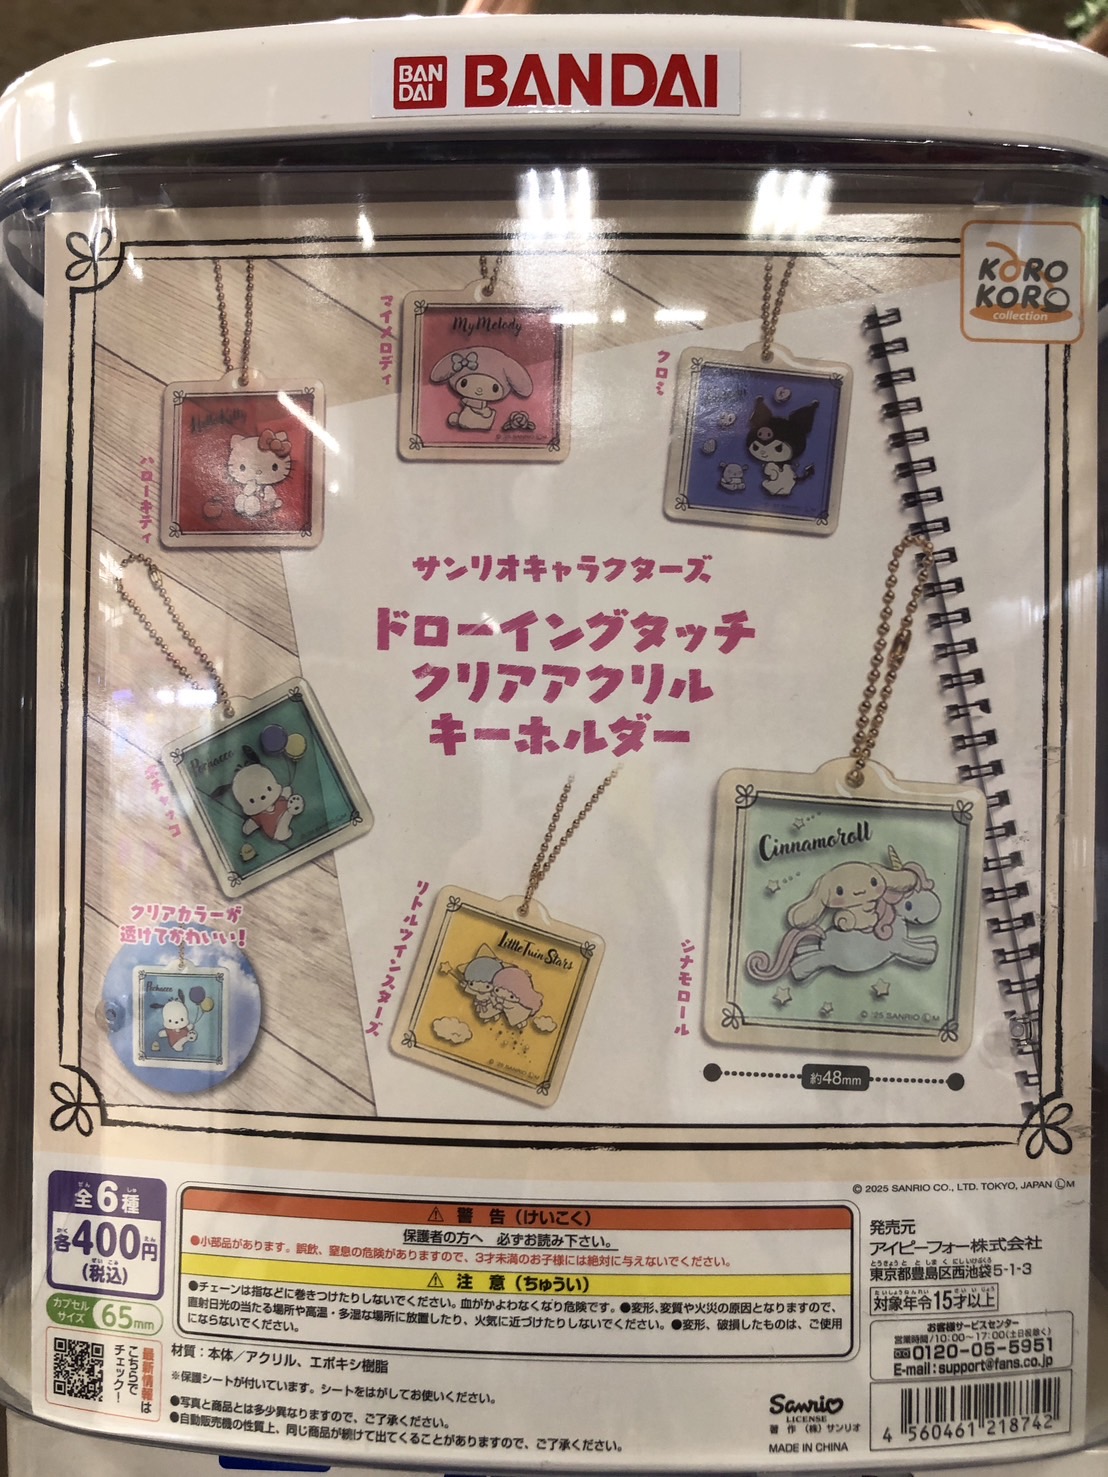 BAN
DAI
BANDAI
KORO
KORO
collection
マイメロディ
MyMelody
クロミ
Hello Kitty
ハローキティ
サンリオキャラクターズ
ドローイングタッチ
クリアアクリル
キーホルダー
Pochacco
ポチャッコ
クリアカラーが
透けてかわいい!
Pochacco
リトルツインスターズ
LittleTwinStars
シナモロール
Cinnamoroll
© '25 SANRIO ⓁM
約48mm
© 2025 SANRIO CO., LTD. TOKYO, JAPAN ⓁM
全6種
各400円
(税込)
カプセル
サイズ 65mm
最新情報は
こちらで
チェック!
⚠ 警告(けいこく)
保護者の方へ 必ずお読み下さい。
●小部品があります。誤飲、窒息の危険がありますので、3才未満のお子様には絶対に与えないでください。
⚠ 注意(ちゅうい)
●チェーンは指などに巻きつけたりしないでください。血がかよわなくなり危険です。●変形、変質や火災の原因となりますので、
直射日光の当たる場所や高温・多湿な場所に放置したり、火気に近づけたりしないでください。●変形、破損したものは、ご使用
にならないでください。
材質:本体/アクリル、エポキシ樹脂
※保護シートが付いています。シートをはがしてお使いください。
●写真と商品とは多少異なりますので、ご了承ください。
●自動販売機の性質上、同じ商品が続けて出てくることがありますので、ご了承ください。
発売元
アイピーフォー株式会社
東京都豊島区西池袋5-1-3
対象年令15才以上
お客様サービスセンター
営業時間/10:00〜17:00(土日祝除く)
0120-05-5951
E-mail:support@fans.co.jp
Sanrio
LICENSE
著作 (株)サンリオ
MADE IN CHINA
4 560461 218742